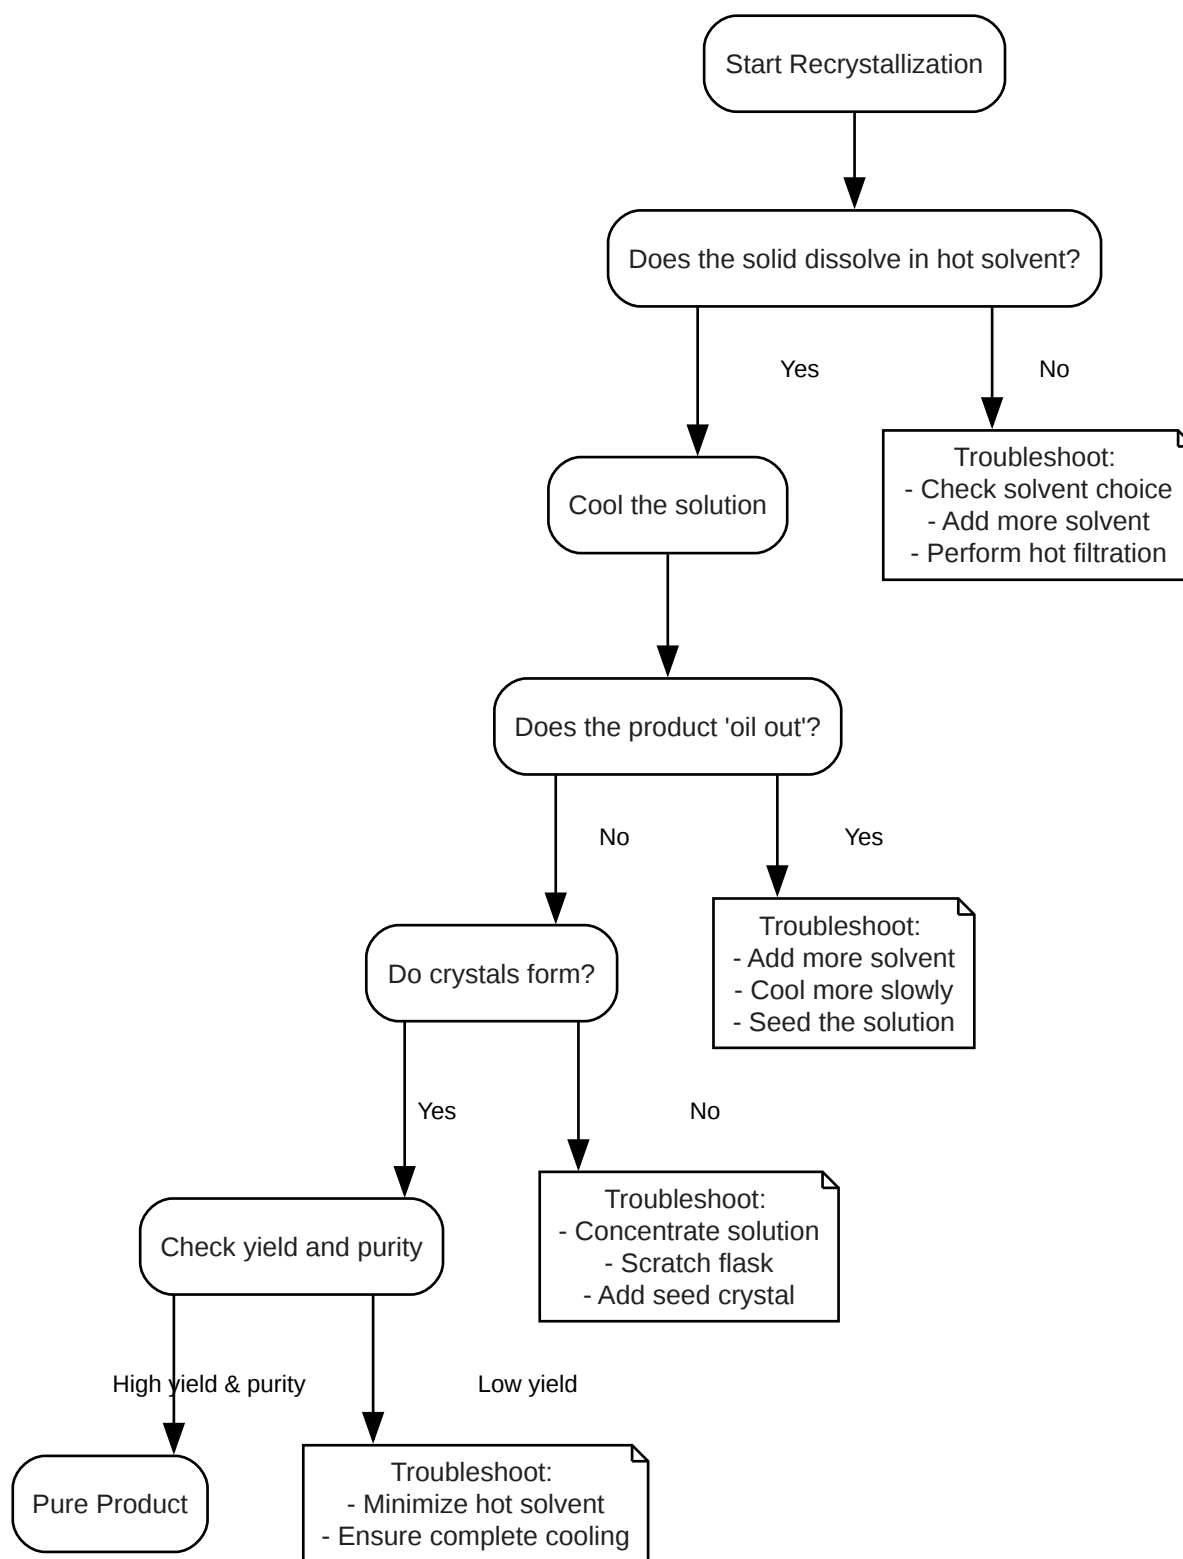 Start Recrystallization
Does the solid dissolve in hot solvent?
Yes
No
Cool the solution
Troubleshoot:
- Check solvent choice
- Add more solvent
- Perform hot filtration
Does the product 'oil out'?
No
Yes
Do crystals form?
Troubleshoot:
- Add more solvent
- Cool more slowly
- Seed the solution
Yes
No
Check yield and purity
Troubleshoot:
- Concentrate solution
- Scratch flask
- Add seed crystal
High yield & purity
Low yield
Pure Product
Troubleshoot:
- Minimize hot solvent
- Ensure complete cooling